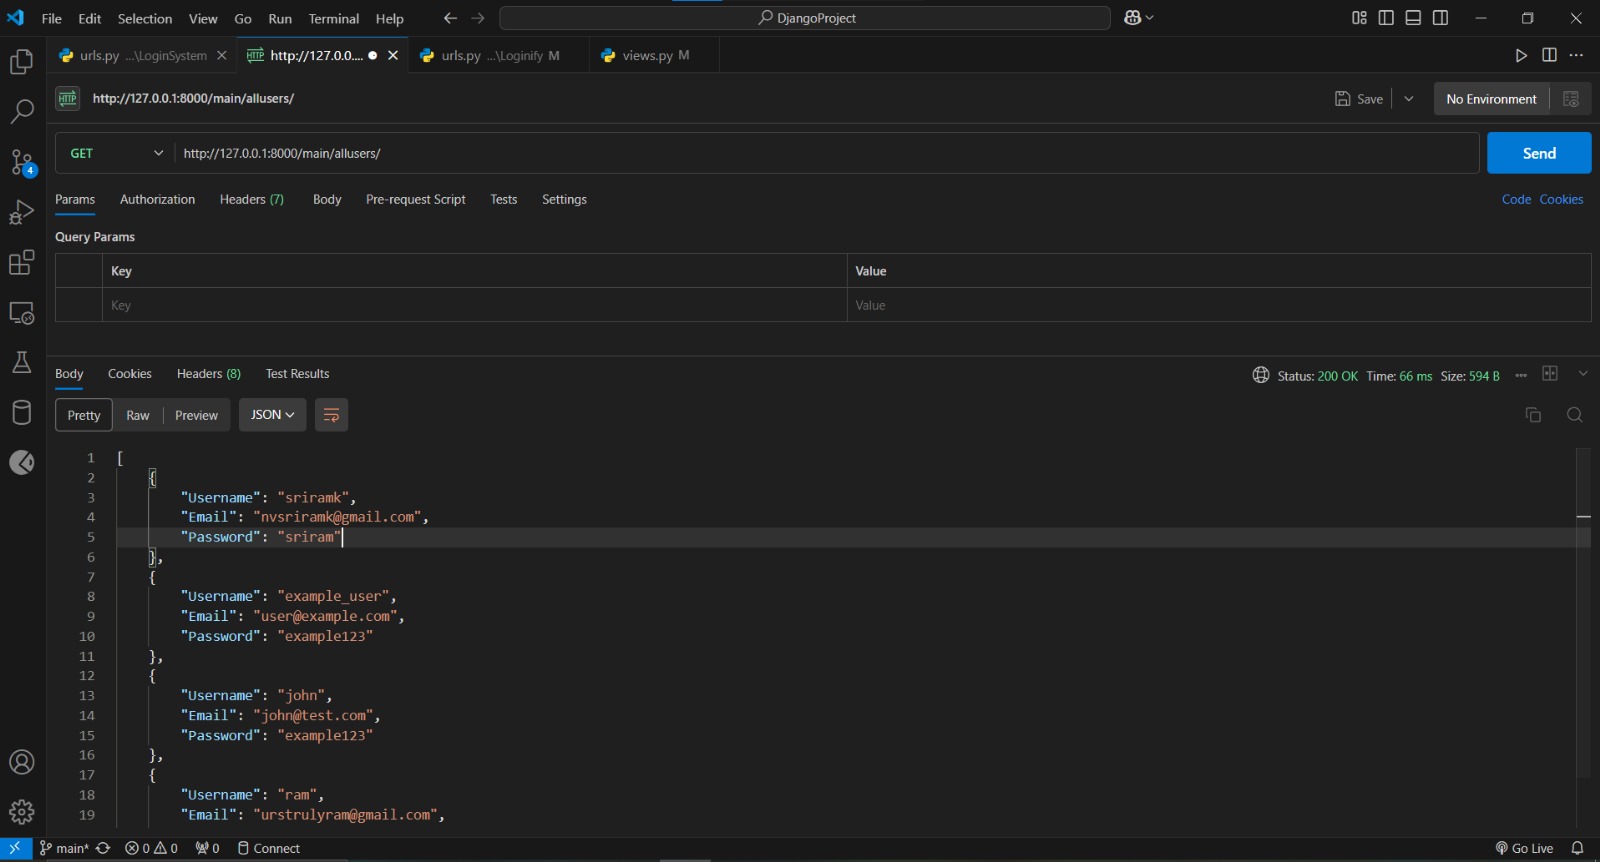 File Edit Selection View Go Run Terminal Help DjangoProject
urls.py ...\LoginSystem http://127.0.0.... urls.py ...\Loginify M views.py M
HTTP http://127.0.0.1:8000/main/allusers/ Save No Environment
GET http://127.0.0.1:8000/main/allusers/ Send
Params Authorization Headers (7) Body Pre-request Script Tests Settings Code Cookies
Query Params
Key Value
Key Value
Body Cookies Headers (8) Test Results Status: 200 OK Time: 66 ms Size: 594 B
Pretty Raw Preview JSON
1 [
2 {
3 "Username": "sriramk",
4 "Email": "nvsriramk@gmail.com",
5 "Password": "sriram"
6 },
7 {
8 "Username": "example_user",
9 "Email": "user@example.com",
10 "Password": "example123"
11 },
12 {
13 "Username": "john",
14 "Email": "john@test.com",
15 "Password": "example123"
16 },
17 {
18 "Username": "ram",
19 "Email": "urstrulyram@gmail.com",
4
main* 0 0 0 Connect Go Live